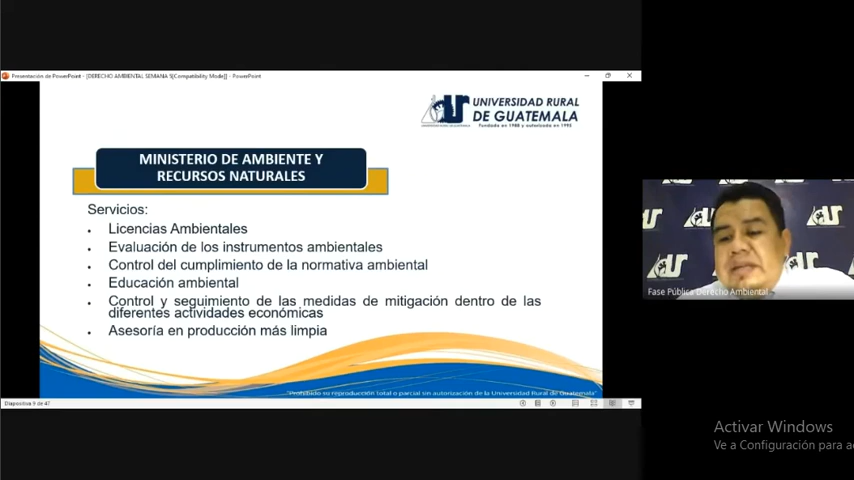 Presentación de PowerPoint - [DERECHO AMBIENTAL SEMANA 5[Compatibility Mode]] - PowerPoint
UNIVERSIDAD RURAL
DE GUATEMALA
Fundada en 1988 y autorizada en 1995
MINISTERIO DE AMBIENTE Y
RECURSOS NATURALES
Servicios:
• Licencias Ambientales
• Evaluación de los instrumentos ambientales
• Control del cumplimiento de la normativa ambiental
• Educación ambiental
• Control y seguimiento de las medidas de mitigación dentro de las
diferentes actividades económicas
• Asesoría en producción más limpia
"Prohibido su reproducción total o parcial sin autorización de la Universidad Rural de Guatemala"
Diapositiva 9 de 47
Fase Pública Derecho Ambiental
Activar Windows
Ve a Configuración para a